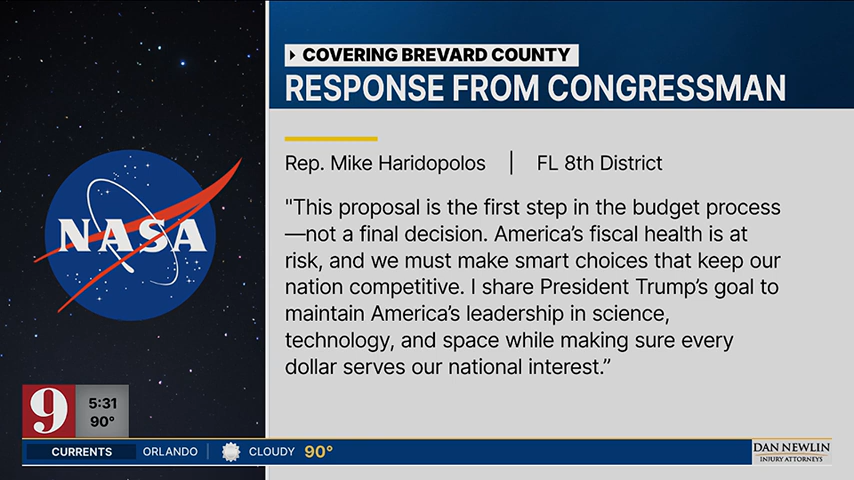 COVERING BREVARD COUNTY
RESPONSE FROM CONGRESSMAN
Rep. Mike Haridopolos | FL 8th District
"This proposal is the first step in the budget process
—not a final decision. America’s fiscal health is at
risk, and we must make smart choices that keep our
nation competitive. I share President Trump’s goal to
maintain America’s leadership in science,
technology, and space while making sure every
dollar serves our national interest.”
NASA
9
5:31
90°
CURRENTS ORLANDO CLOUDY 90°
DAN NEWLIN
INJURY ATTORNEYS